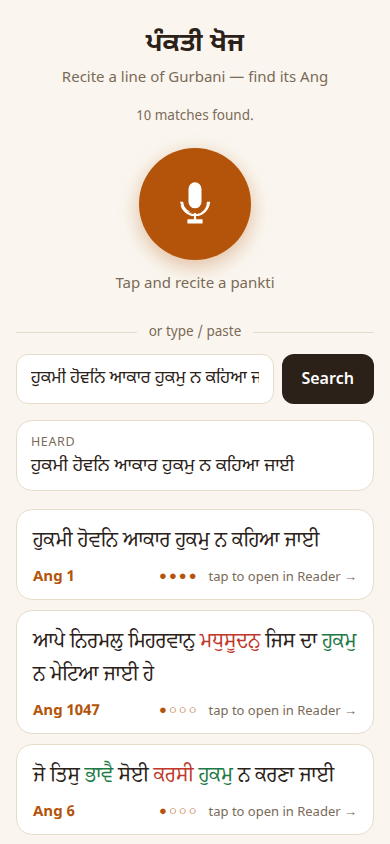 ਪੰਕਤੀ ਖੋਜ
Recite a line of Gurbani — find its Ang
10 matches found.
Tap and recite a pankti
or type / paste
ਹੁਕਮੀ ਹੋਵਨਿ ਆਕਾਰ ਹੁਕਮੁ ਨ ਕਹਿਆ
Search
HEARD
ਹੁਕਮੀ ਹੋਵਨਿ ਆਕਾਰ ਹੁਕਮੁ ਨ ਕਹਿਆ ਜਾਈ
ਹੁਕਮੀ ਹੋਵਨਿ ਆਕਾਰ ਹੁਕਮੁ ਨ ਕਹਿਆ ਜਾਈ
Ang 1 ●●●● tap to open in Reader →
ਆਪੇ ਨਿਰਮਲੁ ਮਿਹਰਵਾਨੁ ਮਧੁਸੂਦਨੁ ਜਿਸ ਦਾ ਹੁਕਮੁ
ਨ ਮੇਟਿਆ ਜਾਈ ਹੇ
Ang 1047 ●○○○ tap to open in Reader →
ਜੋ ਤਿਸੁ ਭਾਵੈ ਸੋਈ ਕਰਸੀ ਹੁਕਮੁ ਨ ਕਰਣਾ ਜਾਈ
Ang 6 ●○○○ tap to open in Reader →